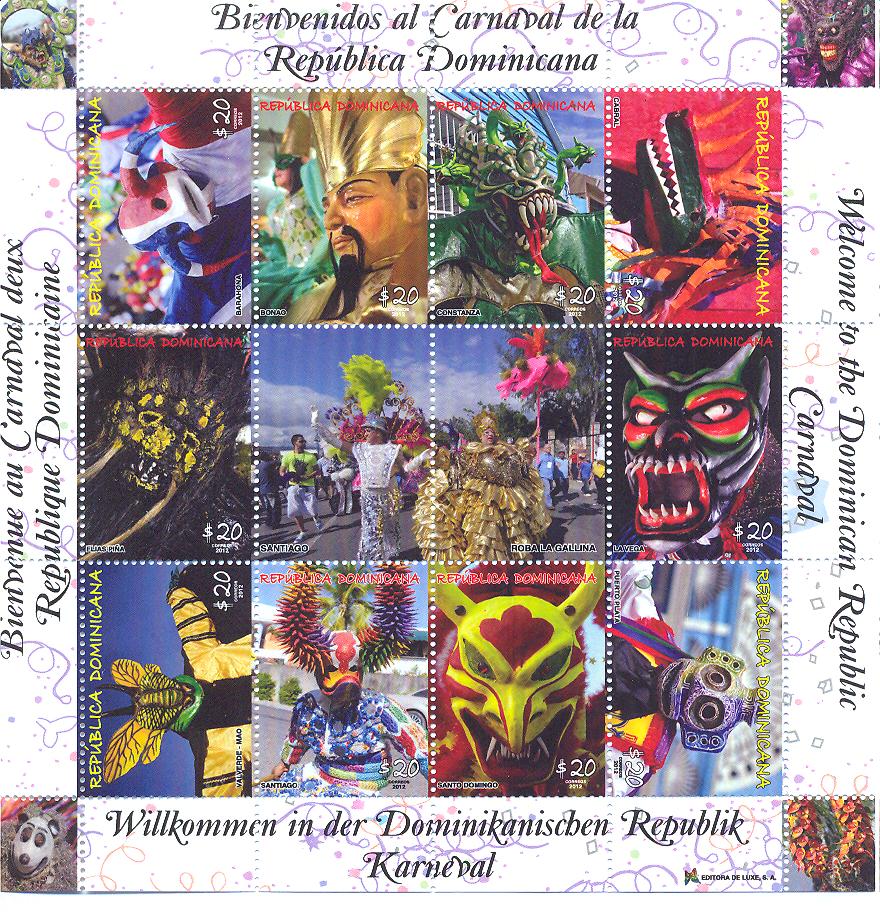 Bienvenidos al Carnaval de la
República Dominicana
Bienvenue au Carnaval deux
Republique Dominicaine
Welcome to the Dominican Republic
Carnaval
REPÚBLICA DOMINICANA
$20
CORREOS
2012
BARAHONA
REPÚBLICA DOMINICANA
BONAO
$20
CORREOS
2012
REPÚBLICA DOMINICANA
CONSTANZA
$20
CORREOS
2012
CABRAL
REPÚBLICA DOMINICANA
$20
REPÚBLICA DOMINICANA
ELIAS PIÑA
$20
CORREOS
2012
SANTIAGO
ROBA LA GALLINA
REPÚBLICA DOMINICANA
LA VEGA
$20
CORREOS
2012
REPÚBLICA DOMINICANA
$20
CORREOS
2012
VALVERDE - MAO
REPÚBLICA DOMINICANA
SANTIAGO
$20
CORREOS
2012
REPÚBLICA DOMINICANA
SANTO DOMINGO
$20
CORREOS
2012
PUERTO PLATA
REPÚBLICA DOMINICANA
$20
CORREOS
2012
Willkommen in der Dominikanischen Republik
Karneval
EDITORA DE LUXE, S. A.